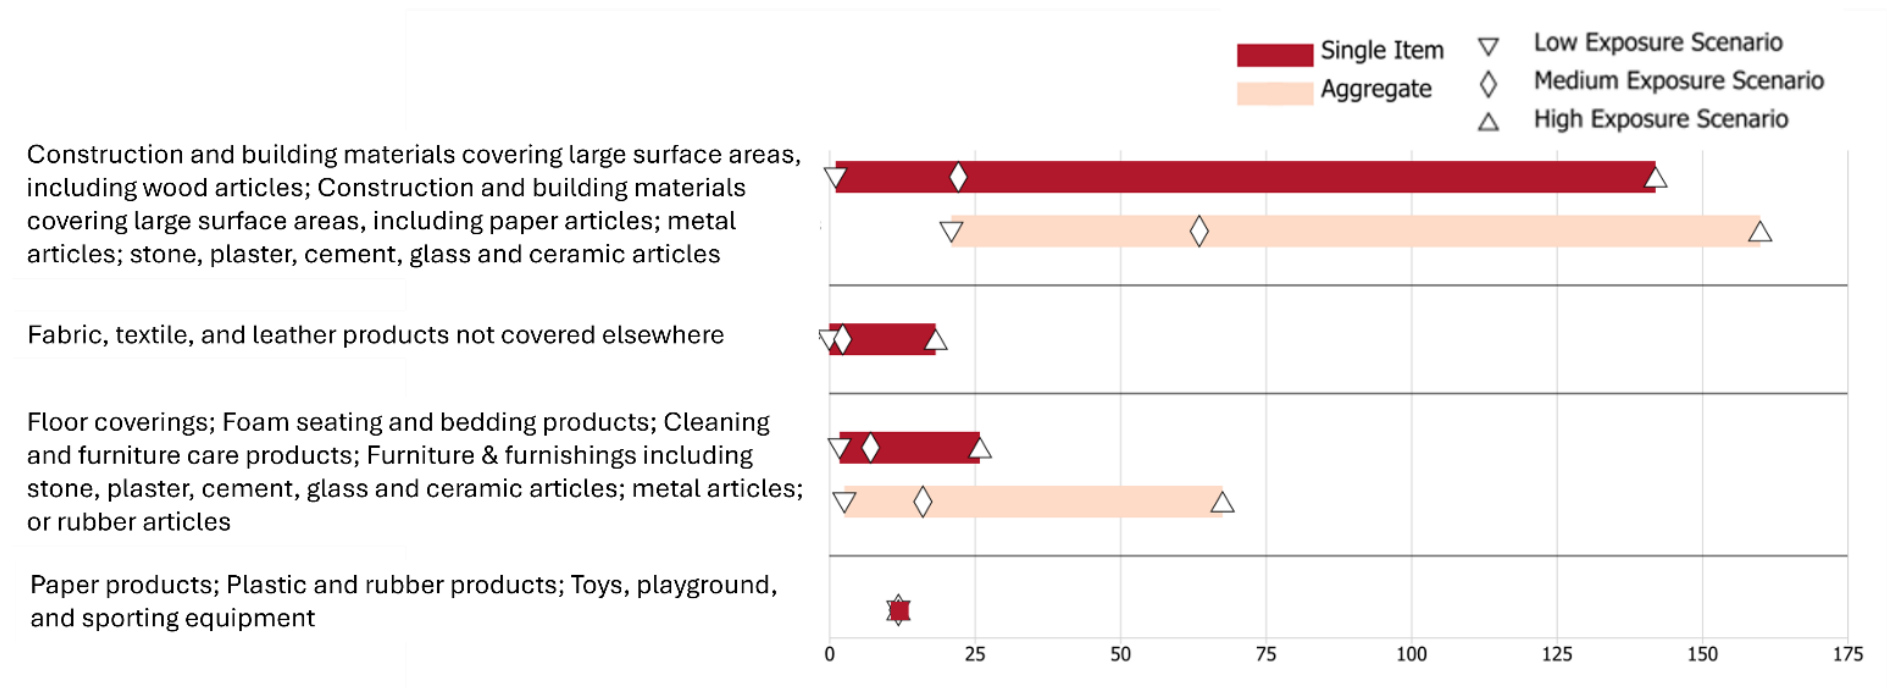 Single Item
Low Exposure Scenario
Aggregate
Medium Exposure Scenario
High Exposure Scenario
Construction and building materials covering large surface areas,
including wood articles; Construction and building materials
covering large surface areas, including paper articles; metal
articles; stone, plaster, cement, glass and ceramic articles
Fabric, textile, and leather products not covered elsewhere
Floor coverings; Foam seating and bedding products; Cleaning
and furniture care products; Furniture & furnishings including
stone, plaster, cement, glass and ceramic articles; metal articles;
or rubber articles
Paper products; Plastic and rubber products; Toys, playground,
and sporting equipment
0 25 50 75 100 125 150 175